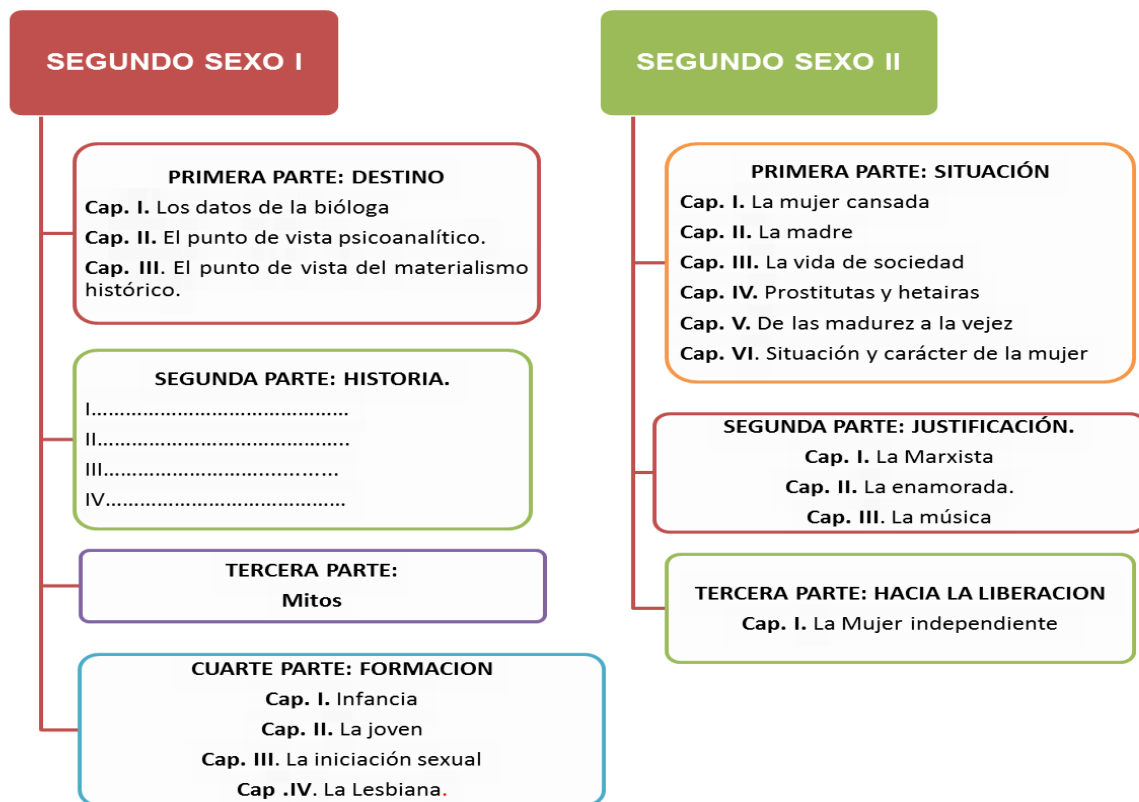 SEGUNDO SEXO I
PRIMERA PARTE: DESTINO
Cap. I. Los datos de la bióloga
Cap. II. El punto de vista psicoanalítico.
Cap. III. El punto de vista del materialismo
histórico.
SEGUNDA PARTE: HISTORIA.
I..............................................
II.............................................
III.........................................
IV...........................................
TERCERA PARTE:
Mitos
CUARTE PARTE: FORMACION
Cap. I. Infancia
Cap. II. La joven
Cap. III. La iniciación sexual
Cap .IV. La Lesbiana.
SEGUNDO SEXO II
PRIMERA PARTE: SITUACIÓN
Cap. I. La mujer cansada
Cap. II. La madre
Cap. III. La vida de sociedad
Cap. IV. Prostitutas y hetairas
Cap. V. De las madurez a la vejez
Cap. VI. Situación y carácter de la mujer
SEGUNDA PARTE: JUSTIFICACIÓN.
Cap. I. La Marxista
Cap. II. La enamorada.
Cap. III. La música
TERCERA PARTE: HACIA LA LIBERACION
Cap. I. La Mujer independiente